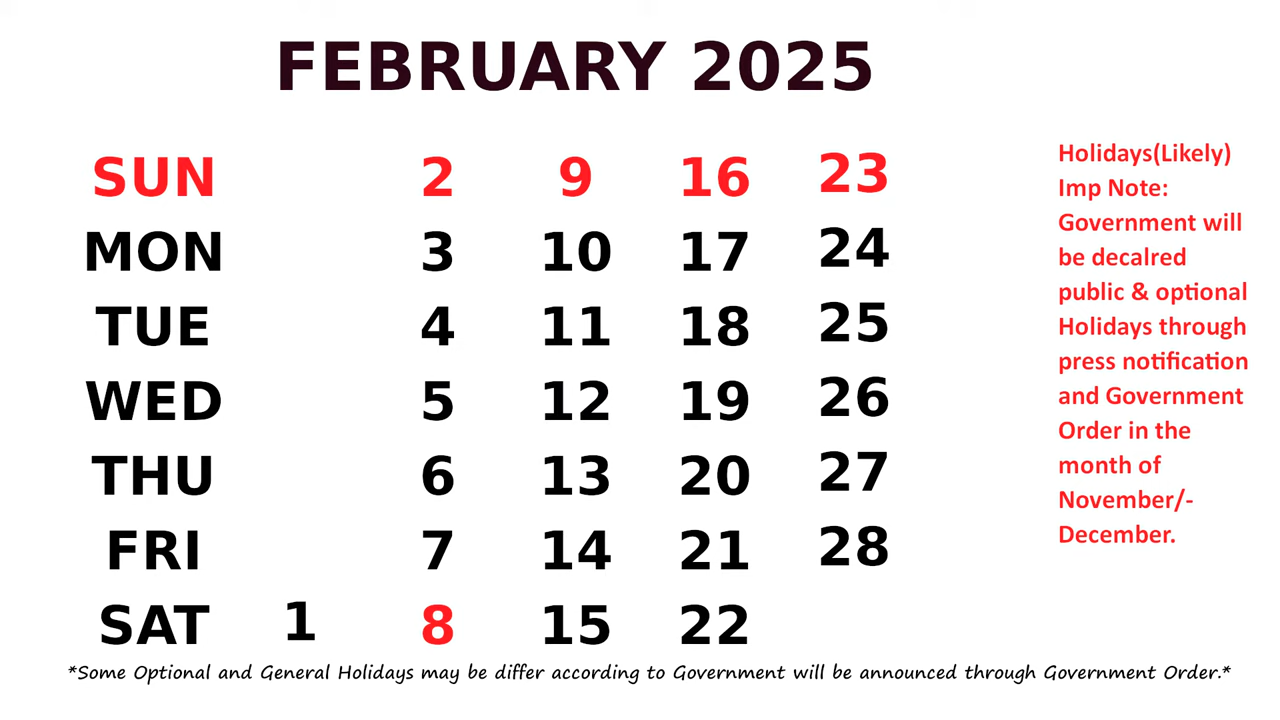 FEBRUARY 2025
SUN 2 9 16 23
MON 3 10 17 24
TUE 4 11 18 25
WED 5 12 19 26
THU 6 13 20 27
FRI 7 14 21 28
SAT 1 8 15 22
Holidays(Likely)
Imp Note:
Government will
be decalred
public & optional
Holidays through
press notification
and Government
Order in the
month of
November/-
December.
*Some Optional and General Holidays may be differ according to Government will be announced through Government Order.*